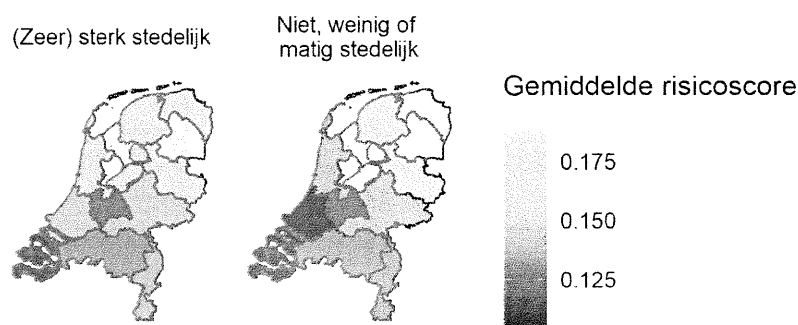 (Zeer) sterk stedelijk
Niet, weinig of
matig stedelijk
Gemiddelde risicoscore
0.175
0.150
0.125